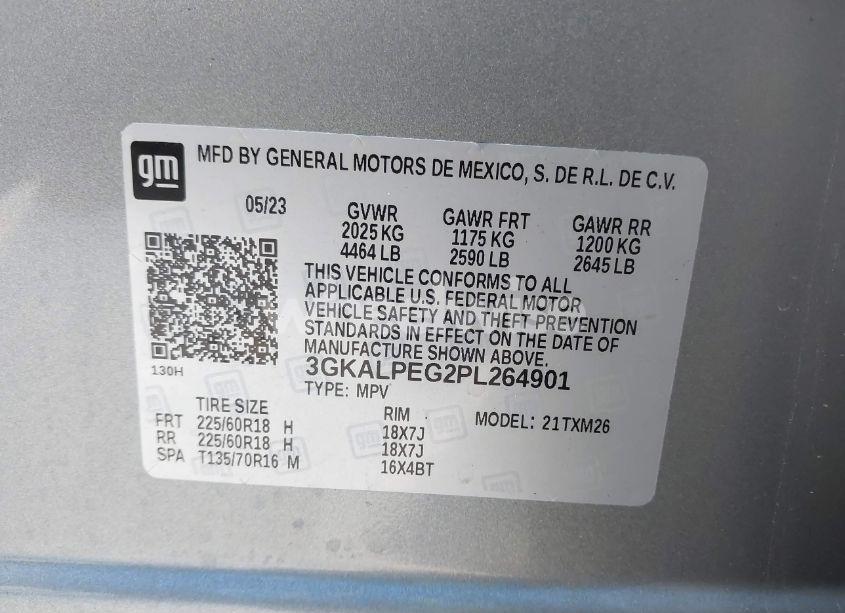 gm
MFD BY GENERAL MOTORS DE MEXICO, S. DE R.L. DE C.V.
05/23
GVWR GAWR FRT GAWR RR
2025 KG 1175 KG 1200 KG
4464 LB 2590 LB 2645 LB
THIS VEHICLE CONFORMS TO ALL
APPLICABLE U.S. FEDERAL MOTOR
VEHICLE SAFETY AND THEFT PREVENTION
STANDARDS IN EFFECT ON THE DATE OF
MANUFACTURE SHOWN ABOVE.
130H
3GKALPEG2PL264901
TYPE: MPV
TIRE SIZE RIM MODEL: 21TXM26
FRT 225/60R18 H 18X7J
RR 225/60R18 H 18X7J
SPA T135/70R16 M 16X4BT